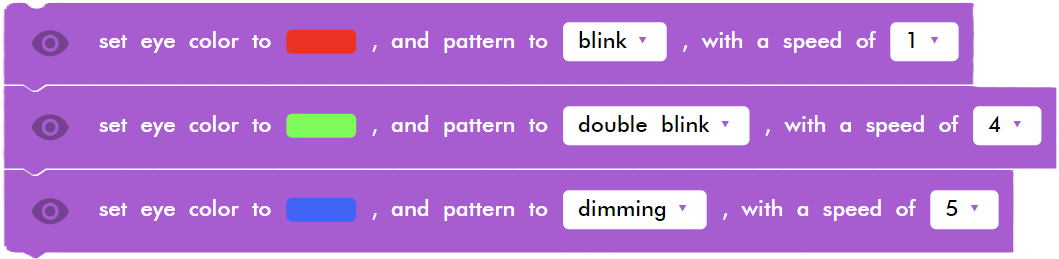 set eye color to , and pattern to blink , with a speed of 1
set eye color to , and pattern to double blink , with a speed of 4
set eye color to , and pattern to dimming , with a speed of 5